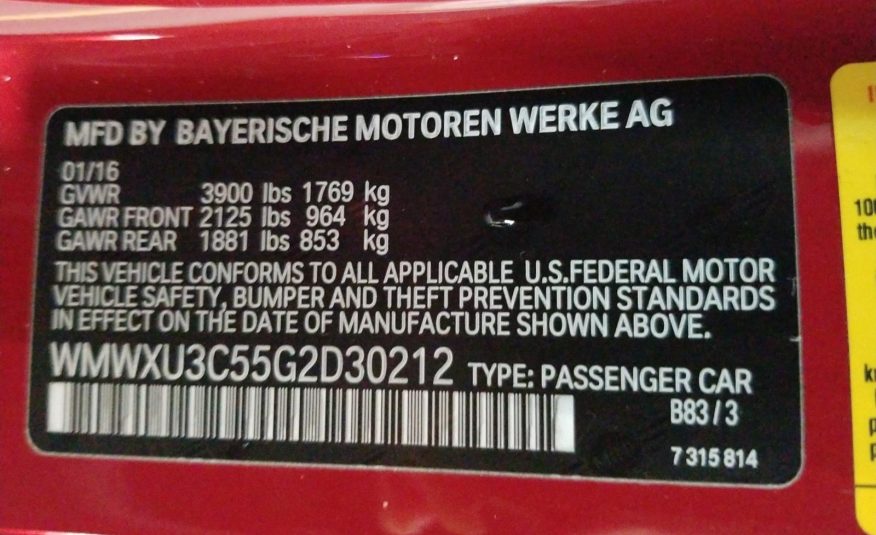 MFD BY BAYERISCHE MOTOREN WERKE AG
01/16
GVWR 3900 lbs 1769 kg
GAWR FRONT 2125 lbs 964 kg
GAWR REAR 1881 lbs 853 kg
THIS VEHICLE CONFORMS TO ALL APPLICABLE U.S.FEDERAL MOTOR
VEHICLE SAFETY, BUMPER AND THEFT PREVENTION STANDARDS
IN EFFECT ON THE DATE OF MANUFACTURE SHOWN ABOVE.
WMWXU3C55G2D30212 TYPE: PASSENGER CAR
B83/3
7 315 814